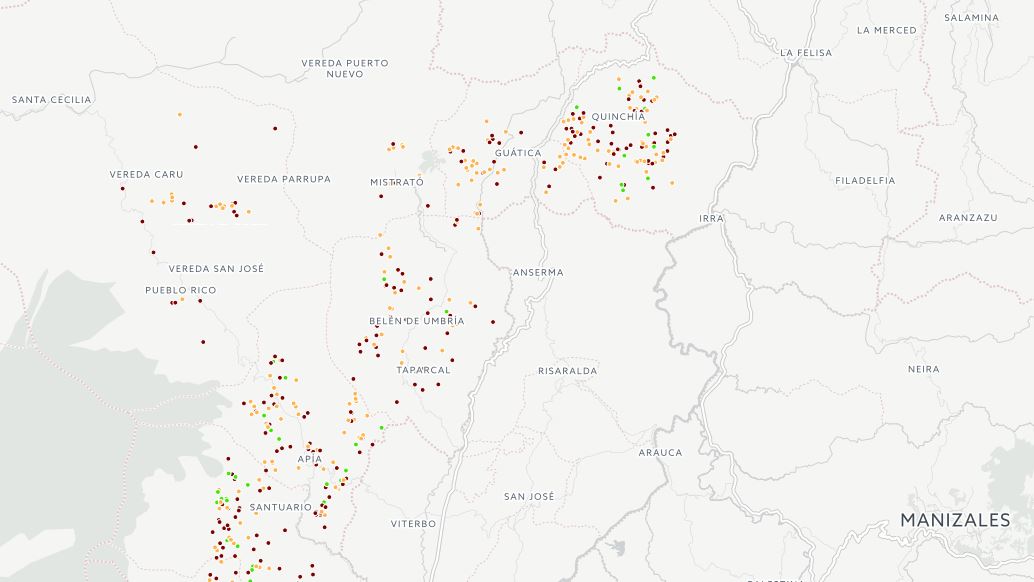 SALAMINA
LA MERCED
LA FELISA
VEREDA PUERTO
NUEVO
SANTA CECILIA
QUINCHÍA
GUÁTICA
VEREDA CARU
VEREDA PARRUPA
MISTRATÓ
FILADELFIA
IRRA
ARANZAZU
VEREDA SAN JOSÉ
ANSERMA
PUEBLO RICO
BELÉN DE UMBRÍA
TAPARCAL
RISARALDA
NEIRA
ARAUCA
APÍA
SAN JOSÉ
SANTUARIO
VITERBO
MANIZALES